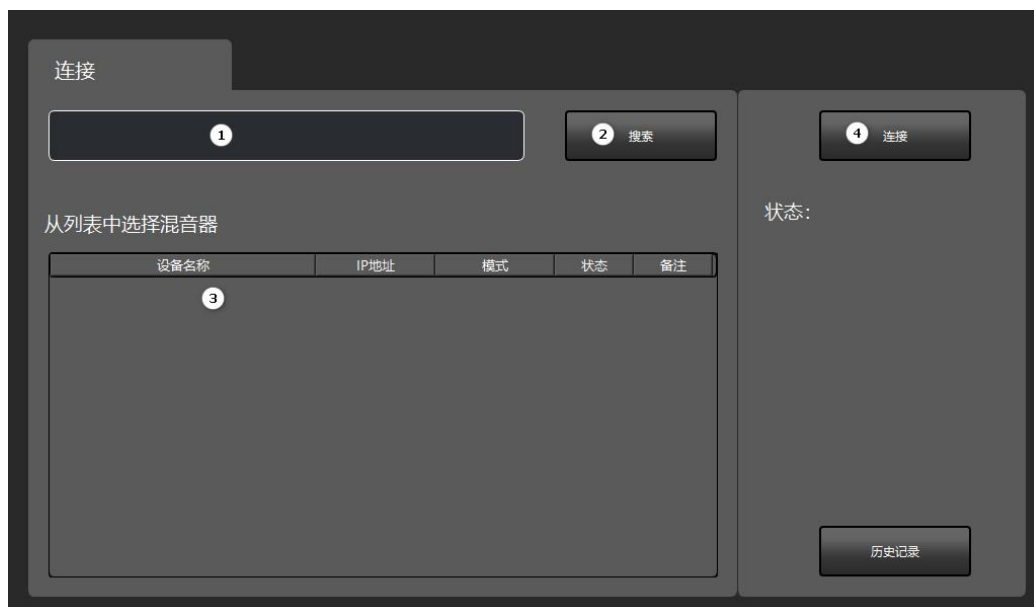 连接
1
2 搜索
4 连接
从列表中选择混音器
状态：
设备名称 IP地址 模式 状态 备注
3
历史记录